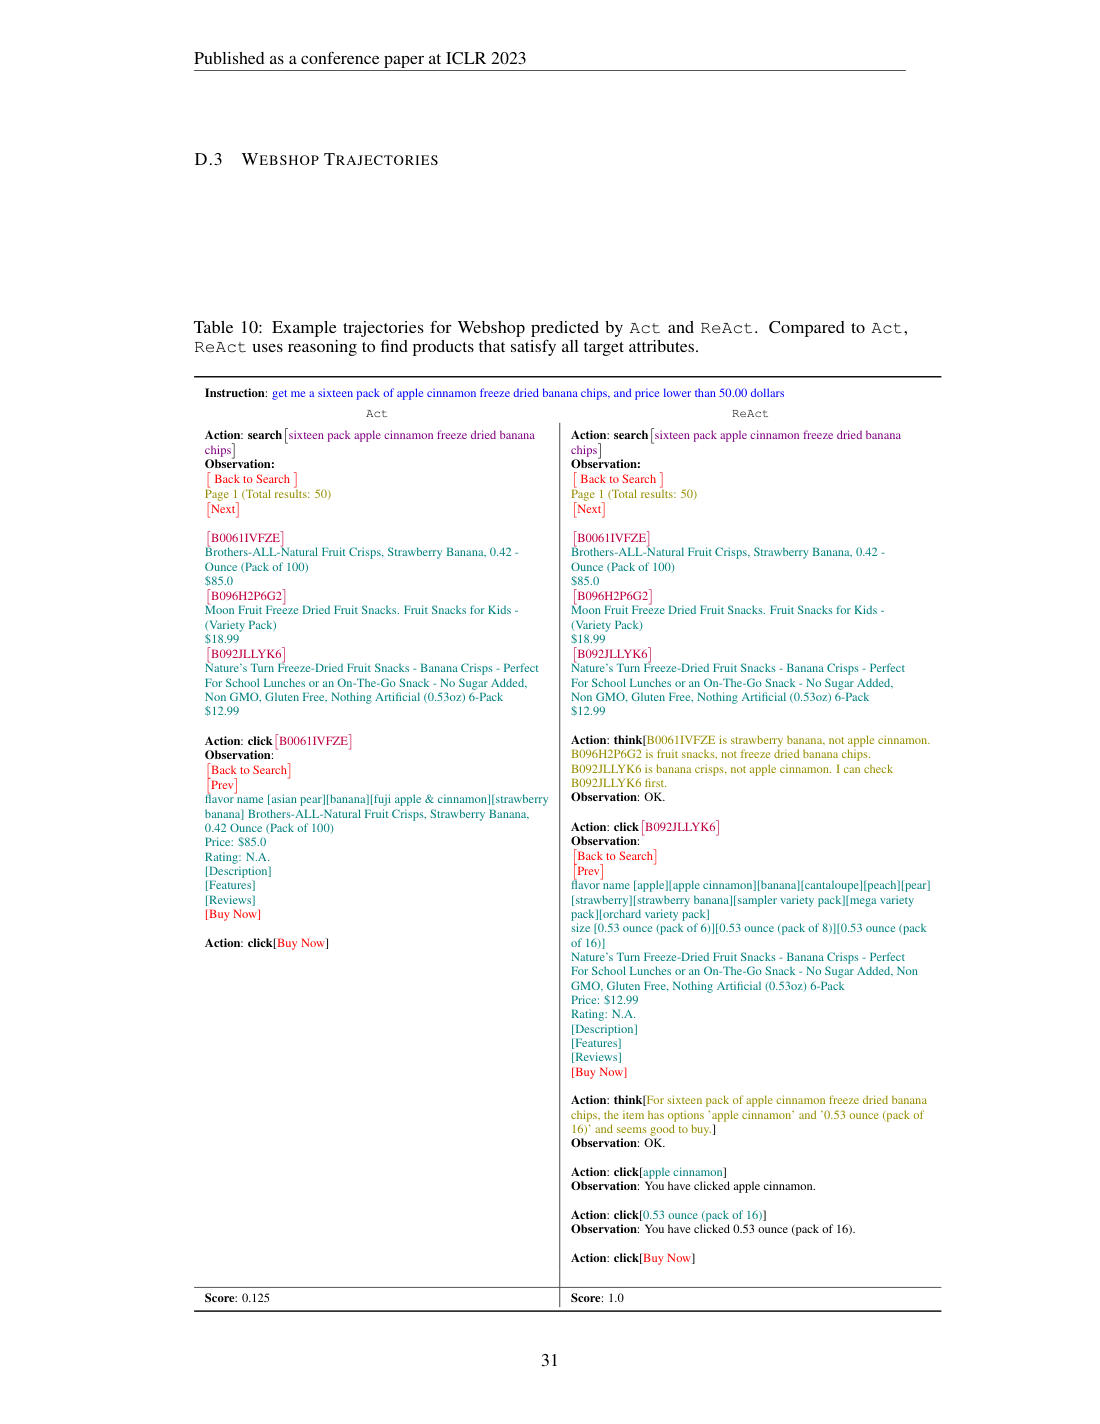 Published as a conference paper at ICLR 2023
D.3 WEBSHOP TRAJECTORIES
Table 10: Example trajectories for Webshop predicted by Act and ReAct. Compared to Act,
ReAct uses reasoning to find products that satisfy all target attributes.
Instruction: get me a sixteen pack of apple cinnamon freeze dried banana chips, and price lower than 50.00 dollars
Act
Action: search[sixteen pack apple cinnamon freeze dried banana
chips]
Observation:
[ Back to Search ]
Page 1 (Total results: 50)
[Next]
[B0061IVFZE]
Brothers-ALL-Natural Fruit Crisps, Strawberry Banana, 0.42 -
Ounce (Pack of 100)
$85.0
[B096H2P6G2]
Moon Fruit Freeze Dried Fruit Snacks. Fruit Snacks for Kids -
(Variety Pack)
$18.99
[B092JLLYK6]
Nature's Turn Freeze-Dried Fruit Snacks - Banana Crisps - Perfect
For School Lunches or an On-The-Go Snack - No Sugar Added,
Non GMO, Gluten Free, Nothing Artificial (0.53oz) 6-Pack
$12.99
Action: click[B0061IVFZE]
Observation:
[Back to Search]
[Prev]
flavor name [asian pear][banana][fuji apple & cinnamon][strawberry
banana] Brothers-ALL-Natural Fruit Crisps, Strawberry Banana,
0.42 Ounce (Pack of 100)
Price: $85.0
Rating: N.A.
[Description]
[Features]
[Reviews]
[Buy Now]
Action: click[Buy Now]
Score: 0.125
ReAct
Action: search[sixteen pack apple cinnamon freeze dried banana
chips]
Observation:
[ Back to Search ]
Page 1 (Total results: 50)
[Next]
[B0061IVFZE]
Brothers-ALL-Natural Fruit Crisps, Strawberry Banana, 0.42 -
Ounce (Pack of 100)
$85.0
[B096H2P6G2]
Moon Fruit Freeze Dried Fruit Snacks. Fruit Snacks for Kids -
(Variety Pack)
$18.99
[B092JLLYK6]
Nature's Turn Freeze-Dried Fruit Snacks - Banana Crisps - Perfect
For School Lunches or an On-The-Go Snack - No Sugar Added,
Non GMO, Gluten Free, Nothing Artificial (0.53oz) 6-Pack
$12.99
Action: think[B0061IVFZE is strawberry banana, not apple cinnamon.
B096H2P6G2 is fruit snacks, not freeze dried banana chips.
B092JLLYK6 is banana crisps, not apple cinnamon. I can check
B092JLLYK6 first.
Observation: OK.
Action: click[B092JLLYK6]
Observation:
[Back to Search]
[Prev]
flavor name [apple][apple cinnamon][banana][cantaloupe][peach][pear]
[strawberry][strawberry banana][sampler variety pack][mega variety
pack][orchard variety pack]
size [0.53 ounce (pack of 6)][0.53 ounce (pack of 8)][0.53 ounce (pack
of 16)]
Nature's Turn Freeze-Dried Fruit Snacks - Banana Crisps - Perfect
For School Lunches or an On-The-Go Snack - No Sugar Added, Non
GMO, Gluten Free, Nothing Artificial (0.53oz) 6-Pack
Price: $12.99
Rating: N.A.
[Description]
[Features]
[Reviews]
[Buy Now]
Action: think[For sixteen pack of apple cinnamon freeze dried banana
chips, the item has options 'apple cinnamon' and '0.53 ounce (pack of
16)' and seems good to buy.]
Observation: OK.
Action: click[apple cinnamon]
Observation: You have clicked apple cinnamon.
Action: click[0.53 ounce (pack of 16)]
Observation: You have clicked 0.53 ounce (pack of 16).
Action: click[Buy Now]
Score: 1.0
31